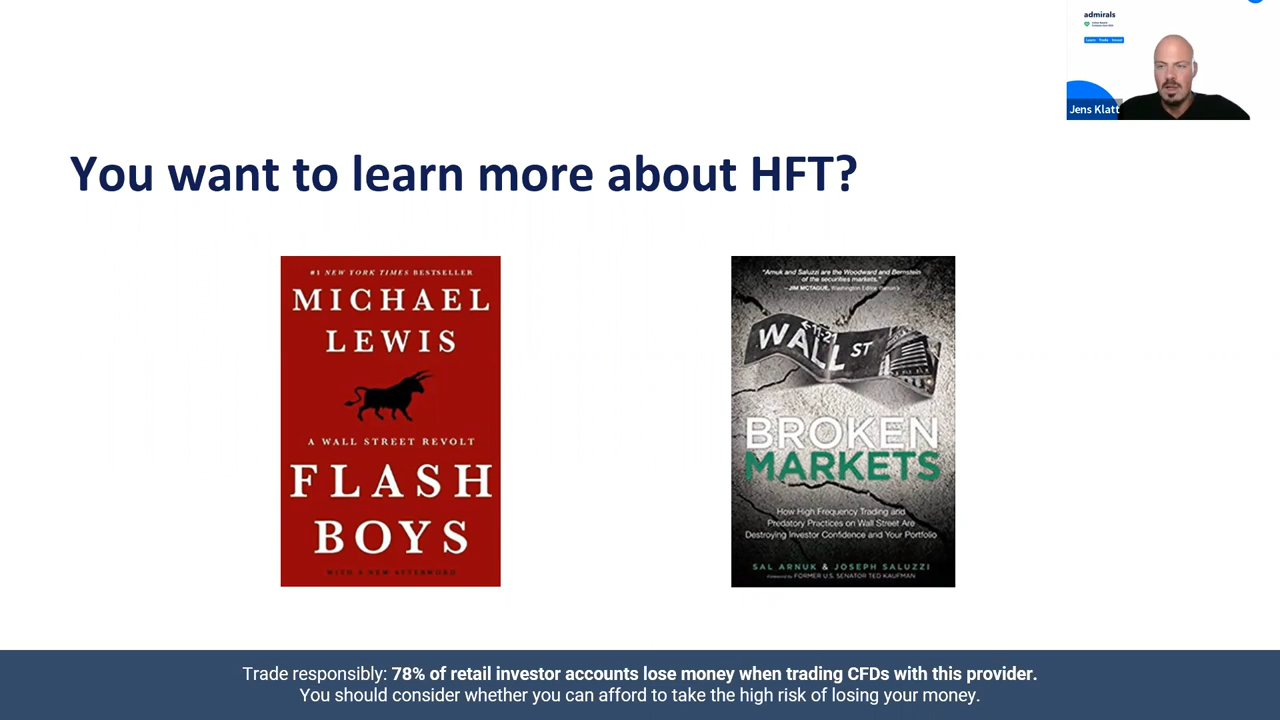 admirals
Jens Klatt
You want to learn more about HFT?
#1 NEW YORK TIMES BESTSELLER
MICHAEL
LEWIS
A WALL STREET REVOLT
FLASH
BOYS
WITH A NEW AFTERWORD
"Arnuk and Saluzzi are the Woodward and Bernstein
of the securities markets."
—JIM MCTAGUE, Washington Editor, Barron's
WALL ST
BROKEN
MARKETS
How High Frequency Trading and
Predatory Practices on Wall Street Are
Destroying Investor Confidence and Your Portfolio
SAL ARNUK & JOSEPH SALUZZI
Foreword by FORMER U.S. SENATOR TED KAUFMAN
Trade responsibly: 78% of retail investor accounts lose money when trading CFDs with this provider.
You should consider whether you can afford to take the high risk of losing your money.